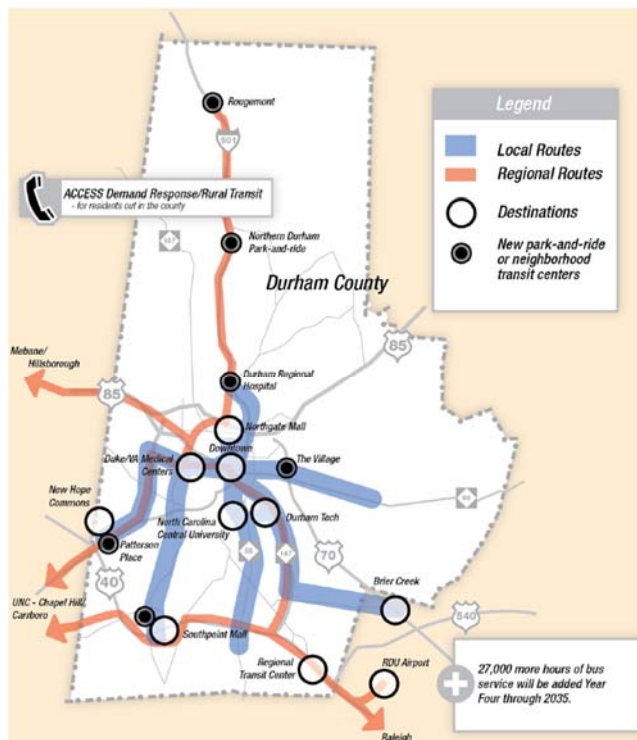 Rougemont
501
Legend
Local Routes
Regional Routes
Destinations
New park-and-ride
or neighborhood
transit centers
ACCESS Demand Response/Rural Transit
- for residents out in the county
157
Northern Durham
Park-and-ride
Durham County
85
Mebane/
Hillsborough
85
Durham Regional
Hospital
Northgate Mall
Downtown
Duke/VA Medical
Centers
The Village
98
New Hope
Commons
North Carolina
Central University
Durham Tech
Patterson
Place
55
147
70
40
Brier Creek
UNC - Chapel Hill/
Carrboro
540
Southpoint Mall
Regional
Transit Center
RDU Airport
27,000 more hours of bus
service will be added Year
Four through 2035.
Raleigh